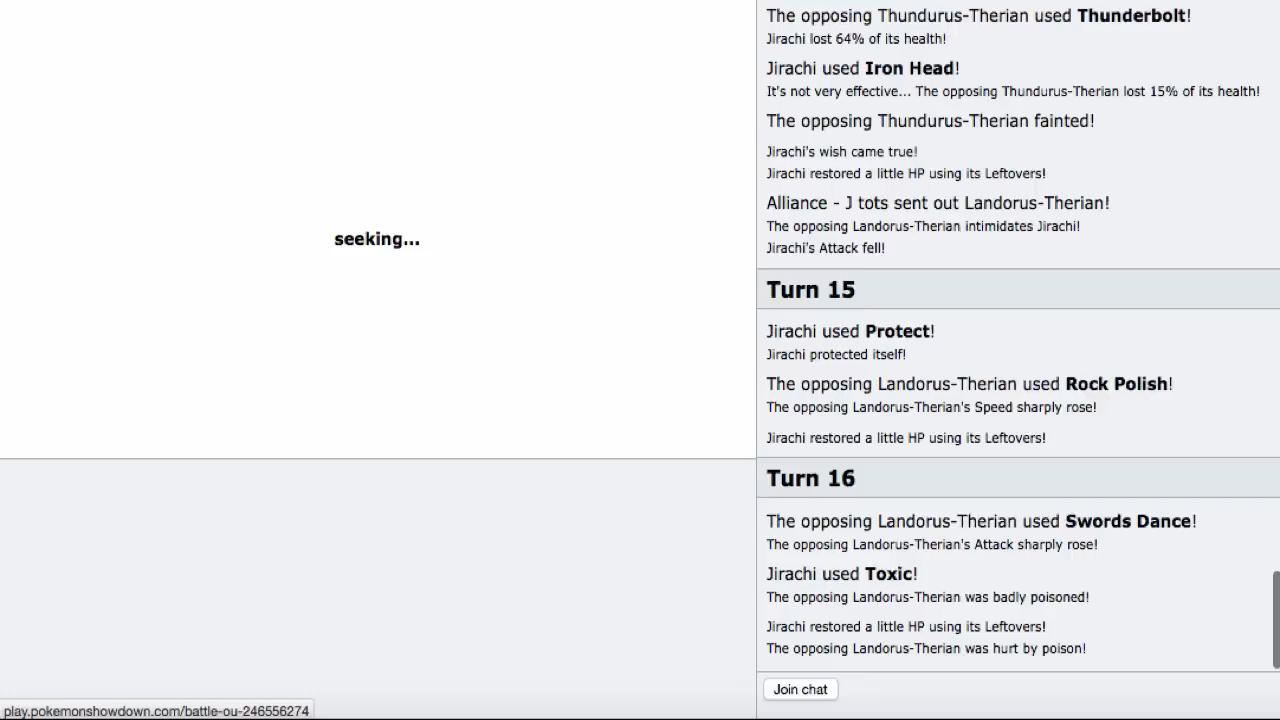 The opposing Thundurus-Therian used Thunderbolt!
Jirachi lost 64% of its health!
Jirachi used Iron Head!
It's not very effective... The opposing Thundurus-Therian lost 15% of its health!
The opposing Thundurus-Therian fainted!
Jirachi's wish came true!
Jirachi restored a little HP using its Leftovers!
Alliance - J tots sent out Landorus-Therian!
The opposing Landorus-Therian intimidates Jirachi!
Jirachi's Attack fell!
Turn 15
Jirachi used Protect!
Jirachi protected itself!
The opposing Landorus-Therian used Rock Polish!
The opposing Landorus-Therian's Speed sharply rose!
Jirachi restored a little HP using its Leftovers!
Turn 16
The opposing Landorus-Therian used Swords Dance!
The opposing Landorus-Therian's Attack sharply rose!
Jirachi used Toxic!
The opposing Landorus-Therian was badly poisoned!
Jirachi restored a little HP using its Leftovers!
The opposing Landorus-Therian was hurt by poison!
Join chat
seeking...
play.pokemonshowdown.com/battle-ou-246556274